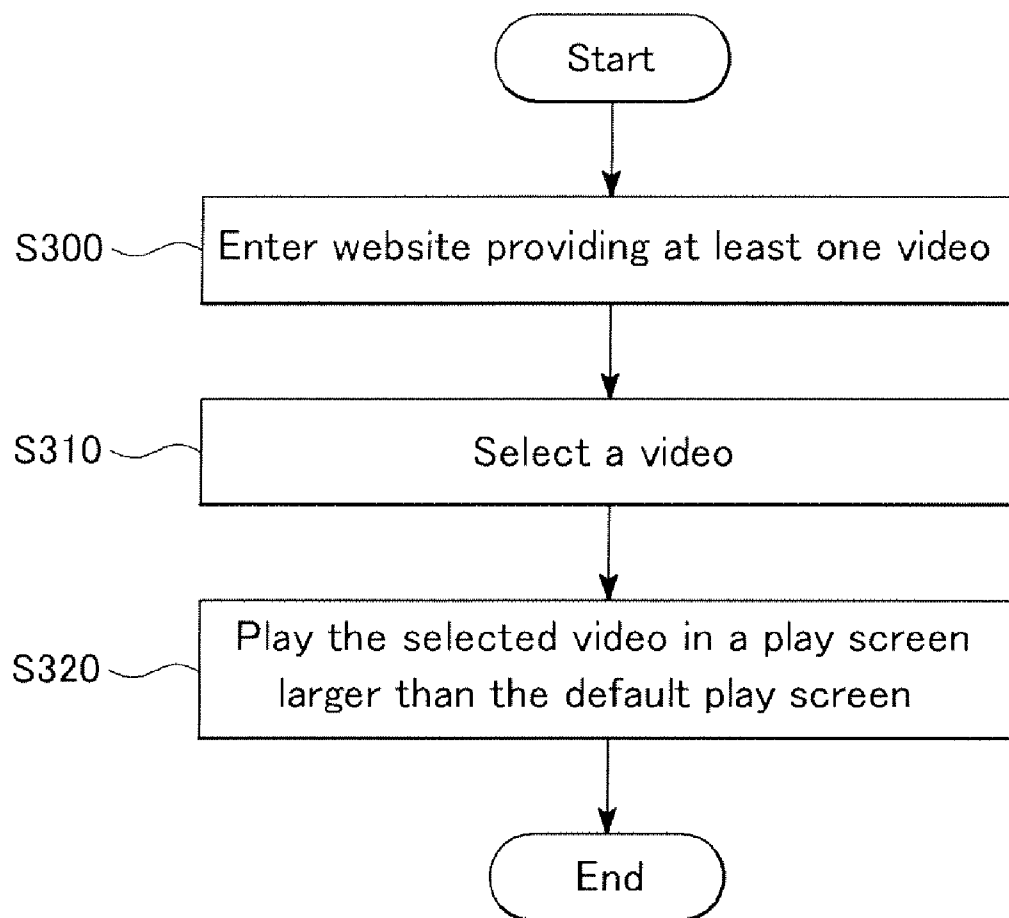 Start
S300
Enter website providing at least one video
S310
Select a video
S320
Play the selected video in a play screen
larger than the default play screen
End